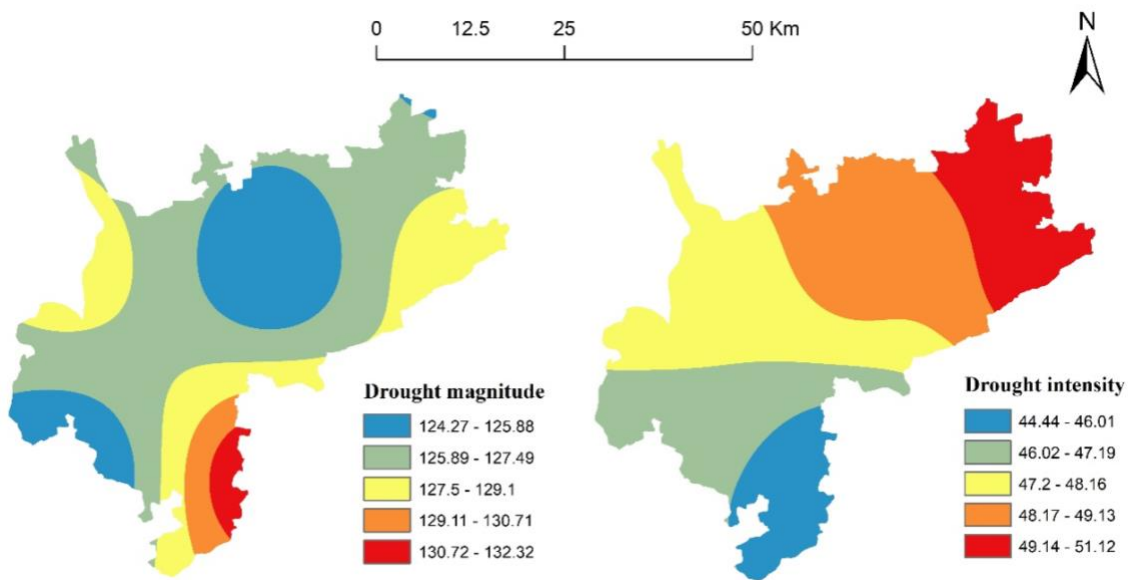 0 12.5 25 50 Km
N
Drought magnitude
124.27 - 125.88
125.89 - 127.49
127.5 - 129.1
129.11 - 130.71
130.72 - 132.32
Drought intensity
44.44 - 46.01
46.02 - 47.19
47.2 - 48.16
48.17 - 49.13
49.14 - 51.12